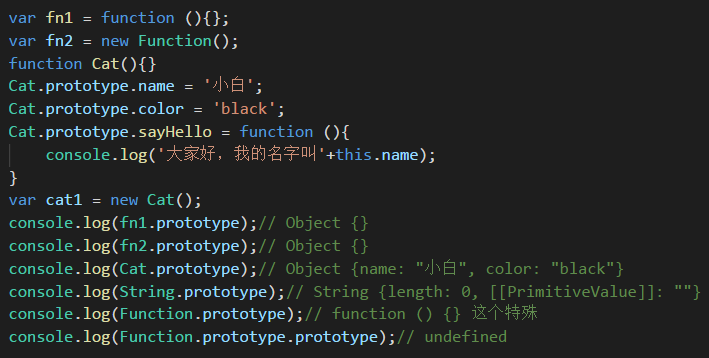 var fn1 = function (){};
var fn2 = new Function();
function Cat(){}
Cat.prototype.name = '小白';
Cat.prototype.color = 'black';
Cat.prototype.sayHello = function (){
    console.log('大家好，我的名字叫'+this.name);
}
var cat1 = new Cat();
console.log(fn1.prototype);// Object {}
console.log(fn2.prototype);// Object {}
console.log(Cat.prototype);// Object {name: "小白", color: "black"}
console.log(String.prototype);// String {length: 0, [[PrimitiveValue]]: ""}
console.log(Function.prototype);// function () {} 这个特殊
console.log(Function.prototype.prototype);// undefined